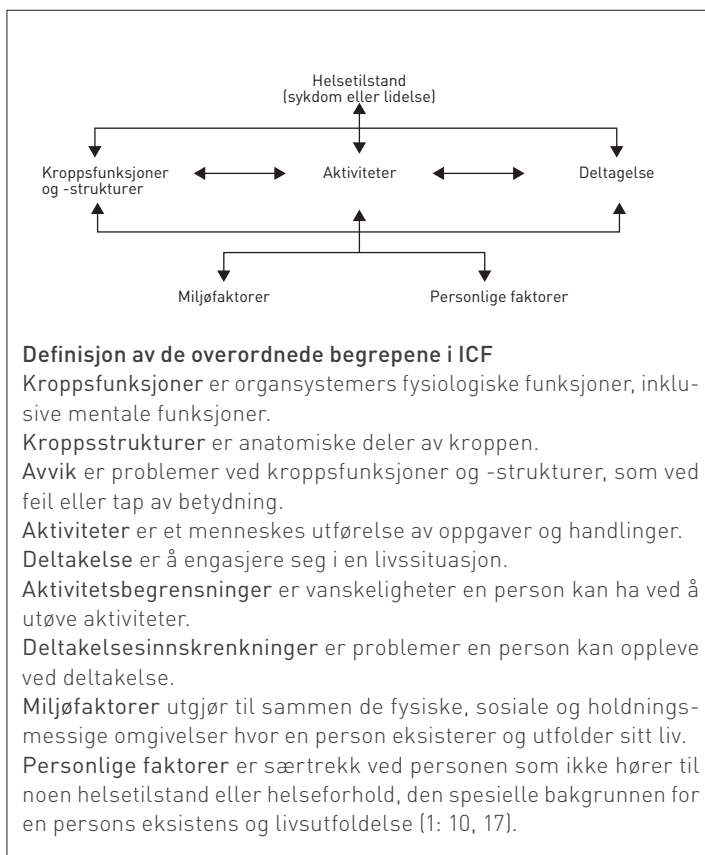 Helsetilstand
(sykdom eller lidelse)
Kroppsfunksjoner
og -strukturer
Aktiviteter
Deltagelse
Miljøfaktorer
Personlige faktorer
Definisjon av de overordnede begrepene i ICF
Kroppsfunksjoner er organsystemers fysiologiske funksjoner, inklu-
sive mentale funksjoner.
Kroppsstrukturer er anatomiske deler av kroppen.
Avvik er problemer ved kroppsfunksjoner og -strukturer, som ved
feil eller tap av betydning.
Aktiviteter er et menneskes utførelse av oppgaver og handlinger.
Deltakelse er å engasjere seg i en livssituasjon.
Aktivitetsbegrensninger er vanskeligheter en person kan ha ved å
utøve aktiviteter.
Deltakelsesinnskrenkninger er problemer en person kan oppleve
ved deltakelse.
Miljøfaktorer utgjør til sammen de fysiske, sosiale og holdnings-
messige omgivelser hvor en person eksisterer og utfolder sitt liv.
Personlige faktorer er særtrekk ved personen som ikke hører til
noen helsetilstand eller helseforhold, den spesielle bakgrunnen for
en persons eksistens og livsutfoldelse (1: 10, 17).